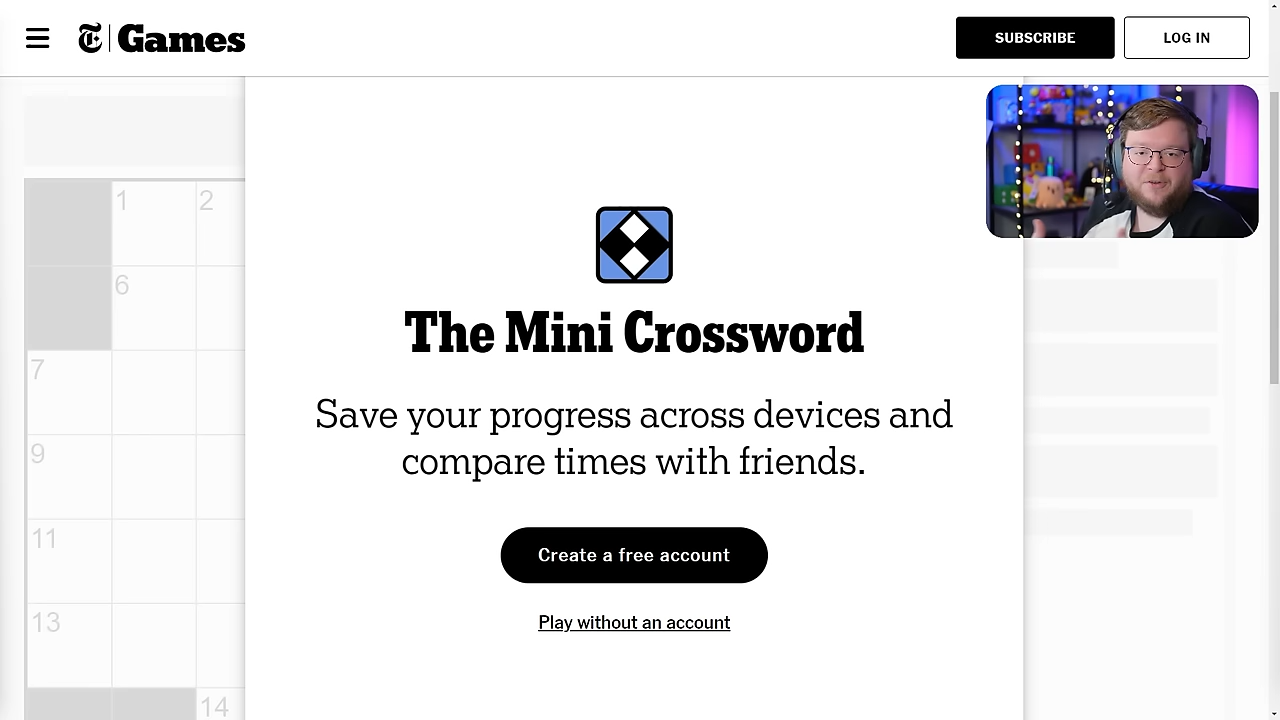 Games
SUBSCRIBE
LOG IN
1
2
6
7
9
11
13
14
The Mini Crossword
Save your progress across devices and
compare times with friends.
Create a free account
Play without an account